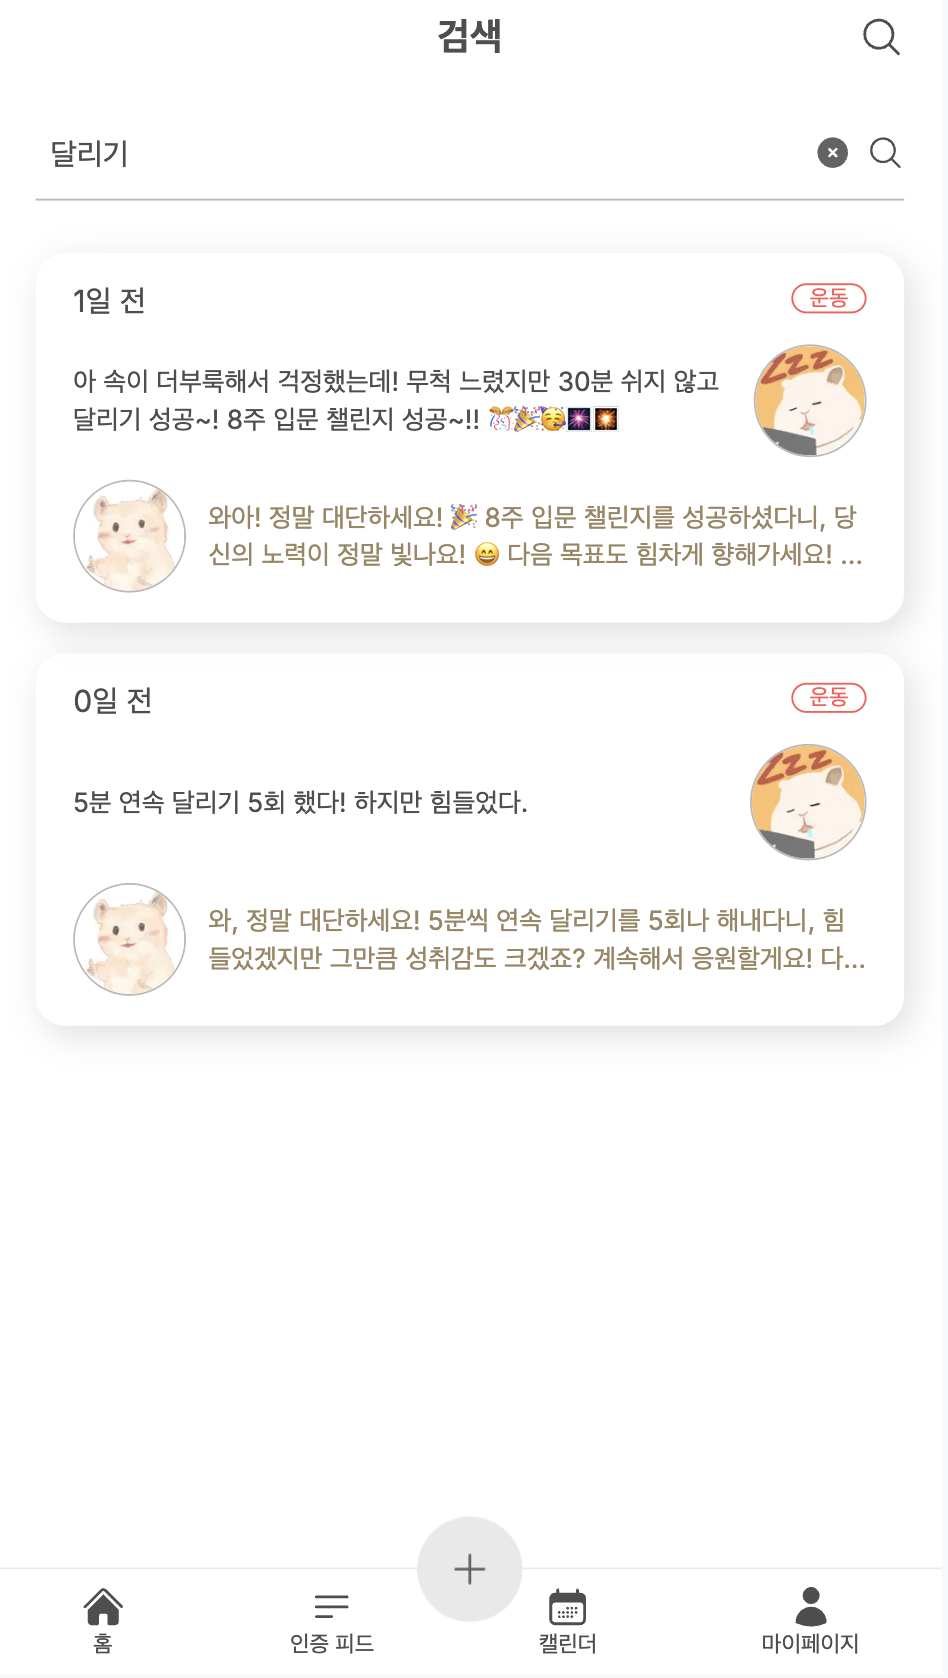 검색
달리기
1일 전
운동
아 속이 더부룩해서 걱정했는데! 무척 느렸지만 30분 쉬지 않고
달리기 성공~! 8주 입문 챌린지 성공~!! 🎊🎉🥳🎆🎇
zzz
와아! 정말 대단하세요! 🎉 8주 입문 챌린지를 성공하셨다니, 당
신의 노력이 정말 빛나요! 😄 다음 목표도 힘차게 향해가세요! ...
0일 전
운동
5분 연속 달리기 5회 했다! 하지만 힘들었다.
zzz
와, 정말 대단하세요! 5분씩 연속 달리기를 5회나 해내다니, 힘
들었겠지만 그만큼 성취감도 크겠죠? 계속해서 응원할게요! 다...
홈
인증 피드
캘린더
마이페이지